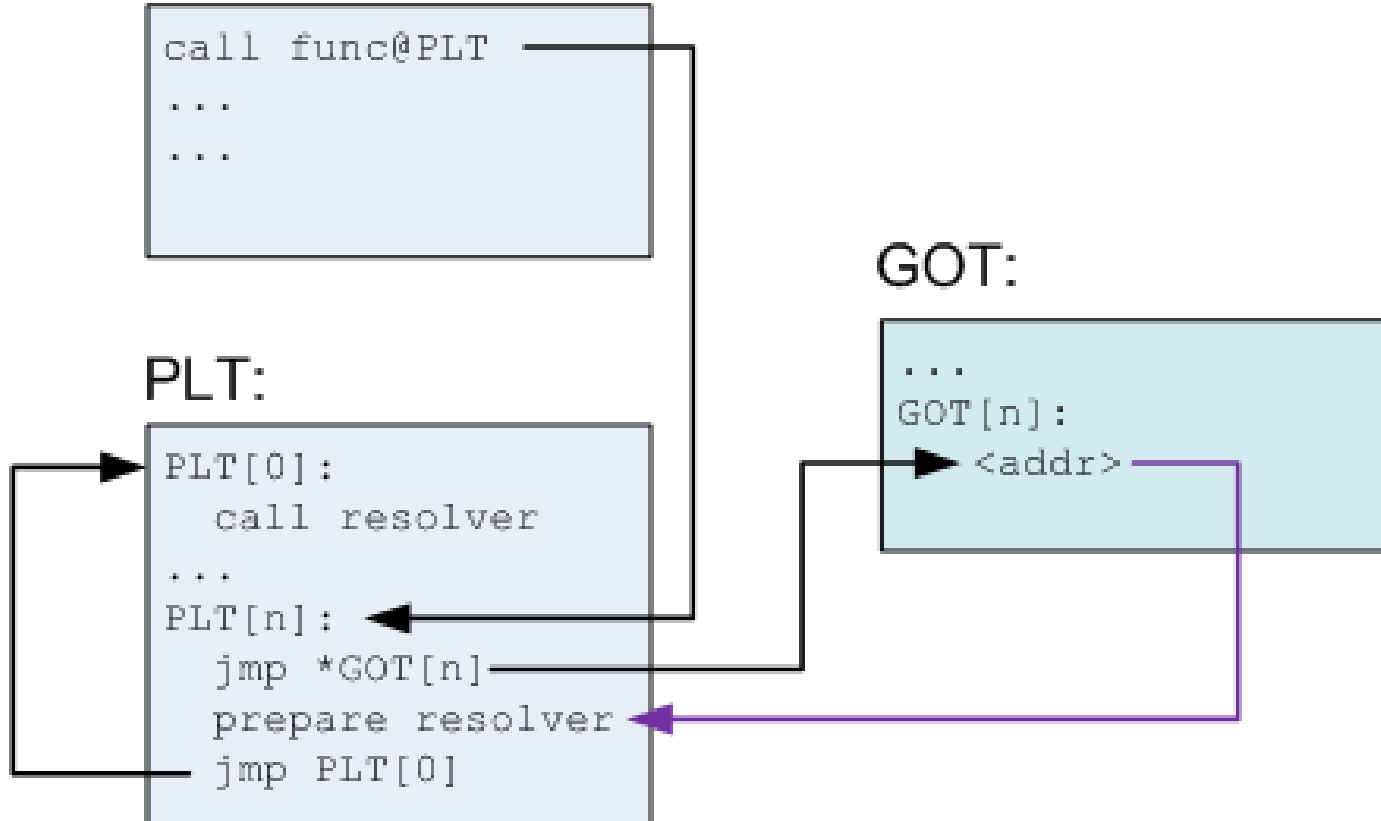 call func@PLT
...
...
PLT:
PLT[0]:
call resolver
...
PLT[n]:
jmp *GOT[n]
prepare resolver
jmp PLT[0]
GOT:
...
GOT[n]:
<addr>